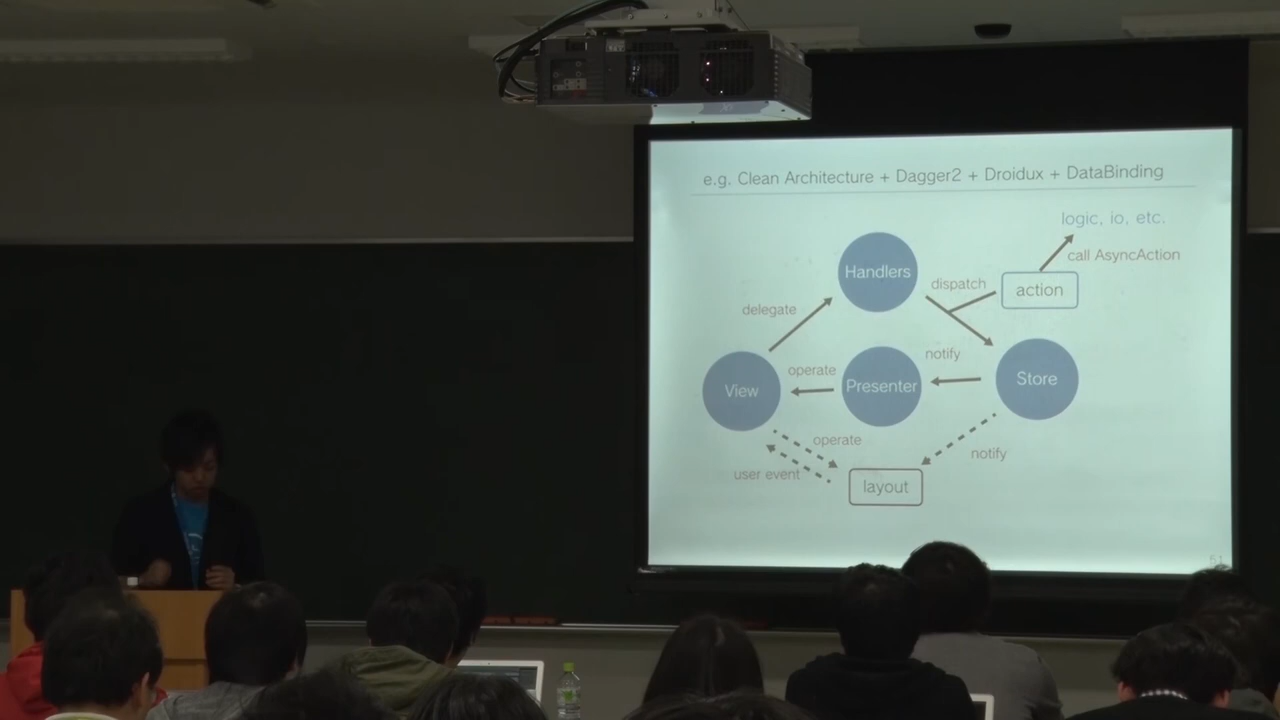 e.g. Clean Architecture + Dagger2 + Droidux + DataBinding
logic, io, etc.
call AsyncAction
Handlers
dispatch
action
delegate
notify
operate
View
Presenter
Store
operate
notify
user event
layout
51